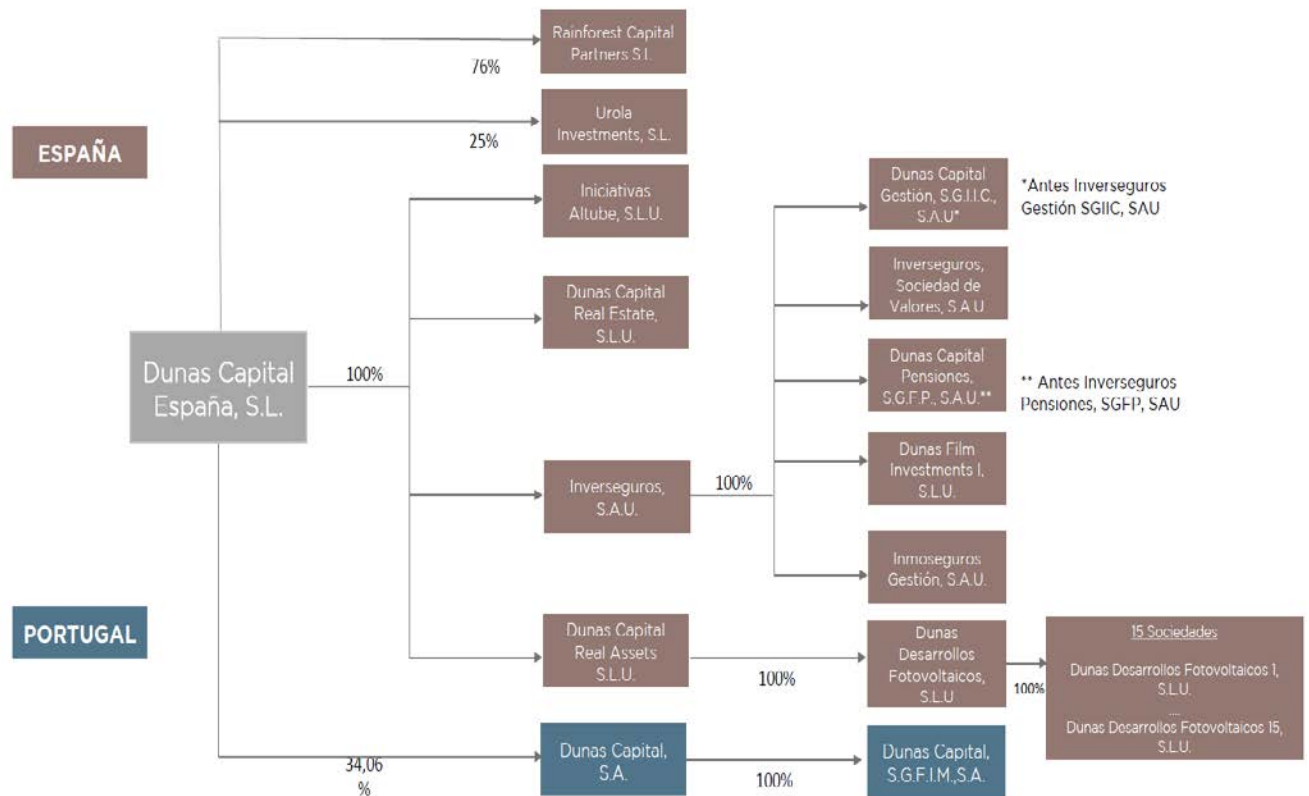 Rainforest Capital
Partners S.L.
76%
Urola
Investments, S.L.
25%
ESPAÑA
Iniciativas
Altube, S.L.U.
Dunas Capital
Real Estate,
S.L.U.
Dunas Capital
España, S.L.
100%
Inverseguros,
S.A.U.
100%
Dunas Capital
Gestión, S.G.I.I.C.,
S.A.U*
*Antes Inverseguros
Gestión SGIIC, SAU
Inverseguros,
Sociedad de
Valores, S.A.U.
Dunas Capital
Pensiones,
S.G.F.P., S.A.U.**
** Antes Inverseguros
Pensiones, SGFP, SAU
Dunas Film
Investments I,
S.L.U.
Inmoseguros
Gestión, S.A.U.
PORTUGAL
Dunas Capital
Real Assets
S.L.U.
100%
Dunas
Desarrollos
Fotovoltaicos,
S.L.U
100%
15 Sociedades
Dunas Desarrollos Fotovoltaicos 1,
S.L.U.
....
Dunas Desarrollos Fotovoltaicos 15,
S.L.U.
34,06
%
Dunas Capital,
S.A.
100%
Dunas Capital,
S.G.F.I.M.,S.A.